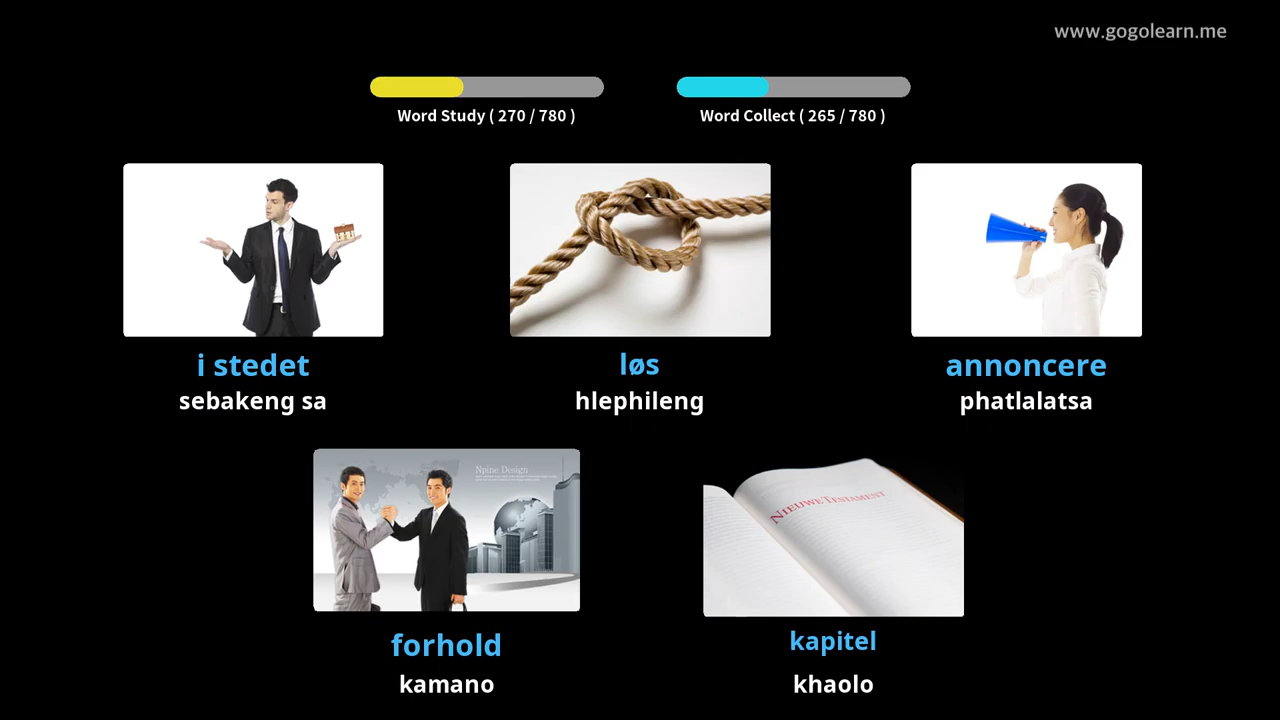 www.gogolearn.me
Word Study ( 270 / 780 )
Word Collect ( 265 / 780 )
i stedet
sebakeng sa
løs
hlephileng
annoncere
phatlalatsa
Npine Design
NIEUWE TESTAMENT
forhold
kamano
kapitel
khaolo